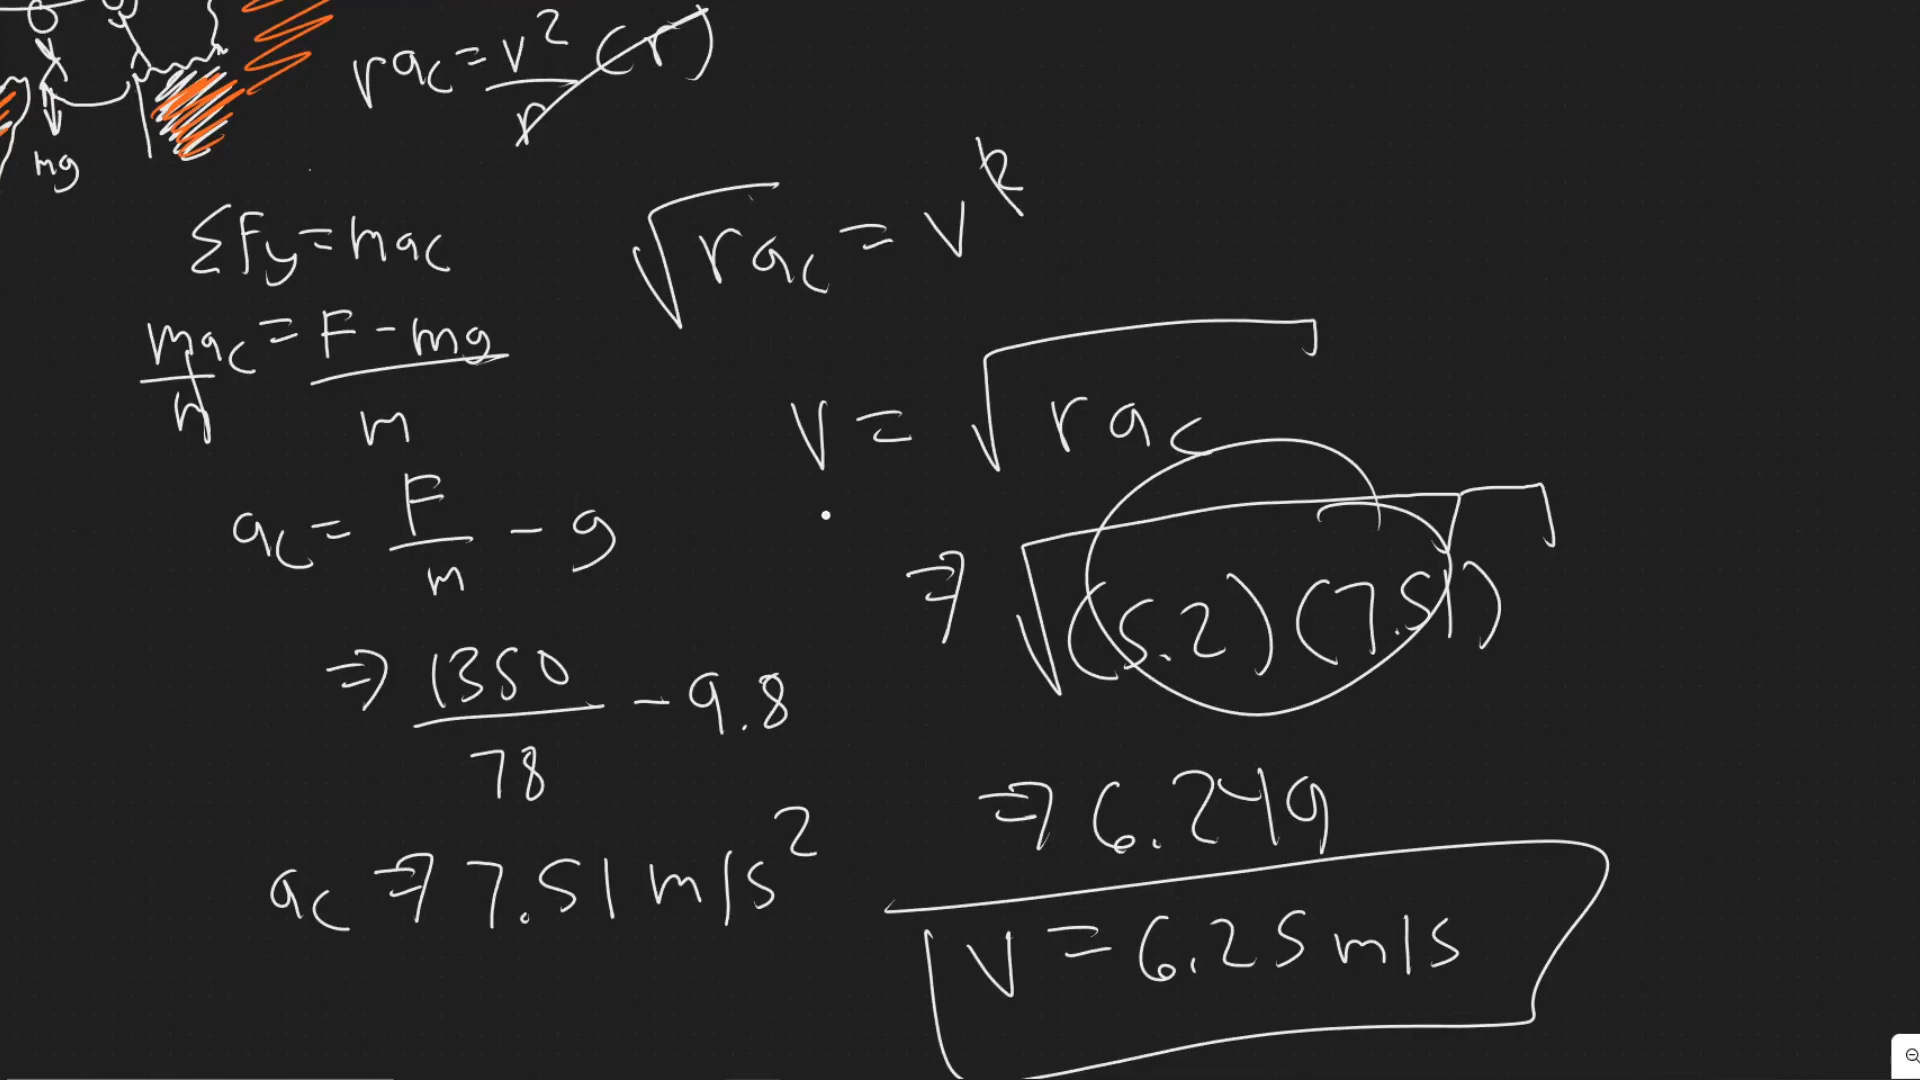 rac = v² (r)
r
mg
ΣFy = mac
mac = F - mg
m m
ac = F/m - g
⇒ 1350/78 - 9.8
ac ⇒ 7.51 m/s²
√rac = v²
v = √rac
⇒ √(5.2)(7.51)
⇒ 6.249
v = 6.25 m/s